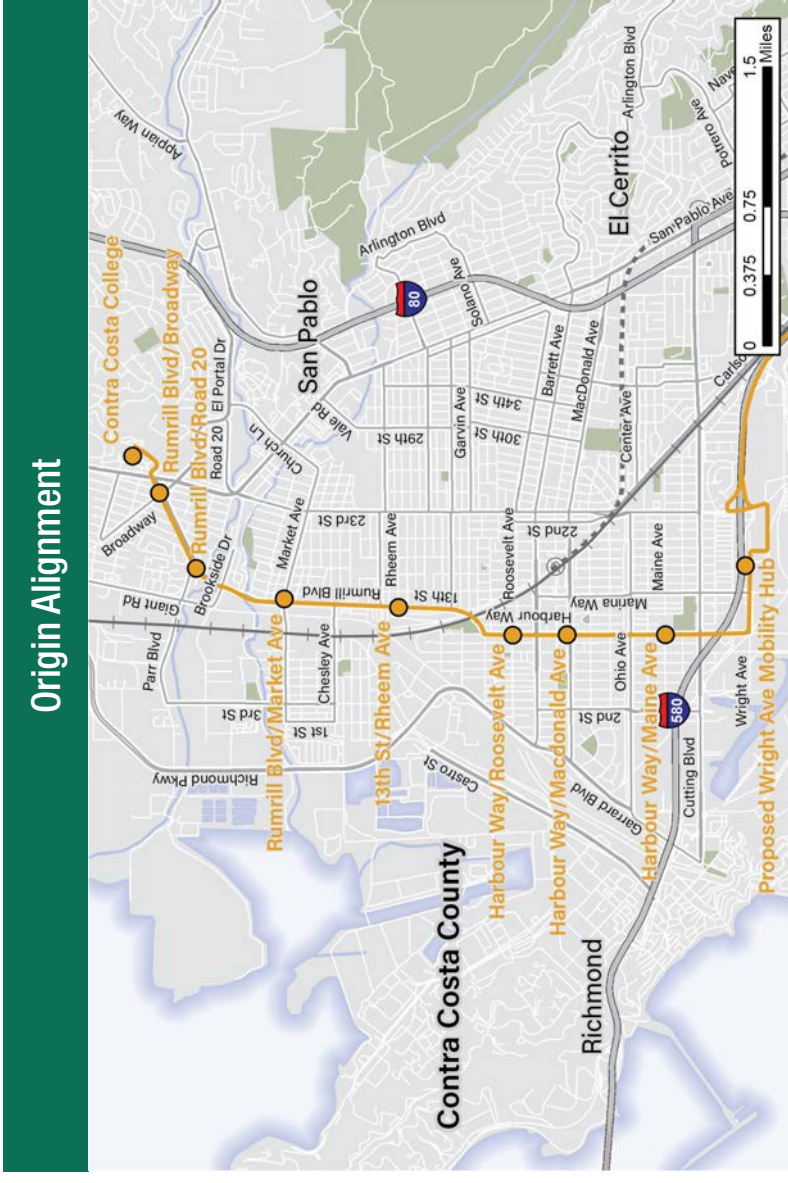 Origin Alignment
Appian Way
Contra Costa College
Rumrill Blvd/Broadway
Rumrill Blvd/Road 20
Broadway
Road 20
El Portal Dr
San Pablo
Arlington Blvd
80
Solano Ave
El Cerrito
Arlington Blvd
Potrero Ave
San Pablo Ave
Church Ln
Vale Rd
29th St
Garvin Ave
34th St
30th St
Barrett Ave
MacDonald Ave
Center Ave
Giant Rd
Brookside Dr
Market Ave
23rd St
Rheem Ave
Roosevelt Ave
22nd St
Maine Ave
Parr Blvd
Rumrill Blvd
13th St
Harbour Way
Marina Way
3rd St
Chesley Ave
1st St
Ohio Ave
2nd St
580
Wright Ave
Rumrill Blvd/Market Ave
13th St/Rheem Ave
Harbour Way/Roosevelt Ave
Harbour Way/Macdonald Ave
Harbour Way/Maine Ave
Proposed Wright Ave Mobility Hub
Richmond Pkwy
Castro St
Garrard Blvd
Cutting Blvd
Contra Costa County
Richmond
0 0.375 0.75 1.5
Miles